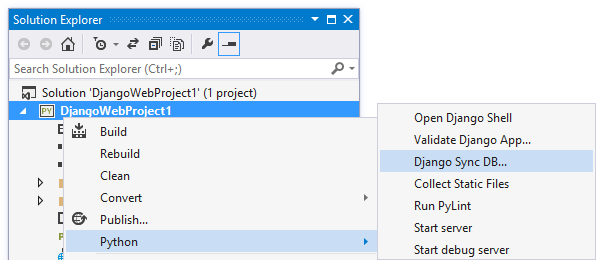 Solution Explorer
Search Solution Explorer (Ctrl+;)
Solution 'DjangoWebProject1' (1 project)
PY DjangoWebProject1
Build
Rebuild
Clean
Convert
Publish...
Python
Open Django Shell
Validate Django App...
Django Sync DB...
Collect Static Files
Run PyLint
Start server
Start debug server